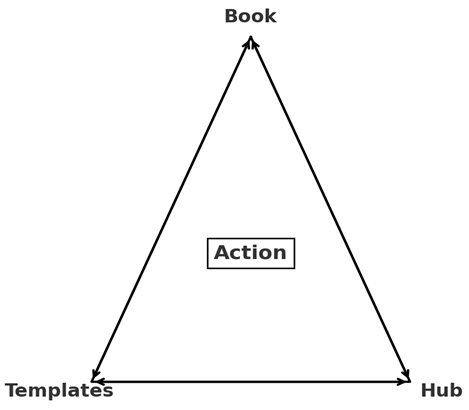 Book
Action
Templates
Hub